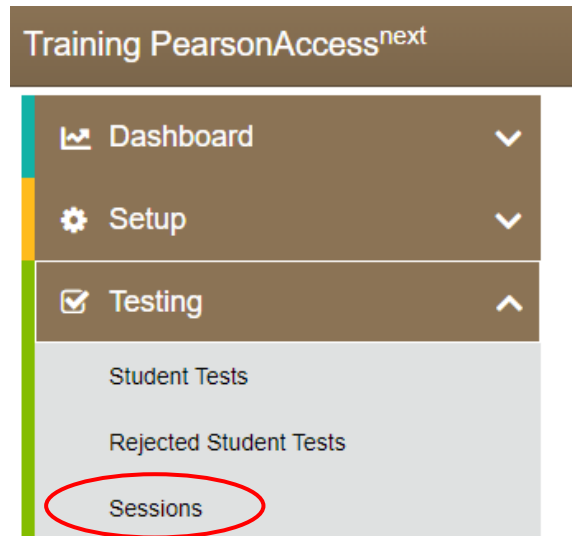 Training PearsonAccessnext
Dashboard
Setup
Testing
Student Tests
Rejected Student Tests
Sessions